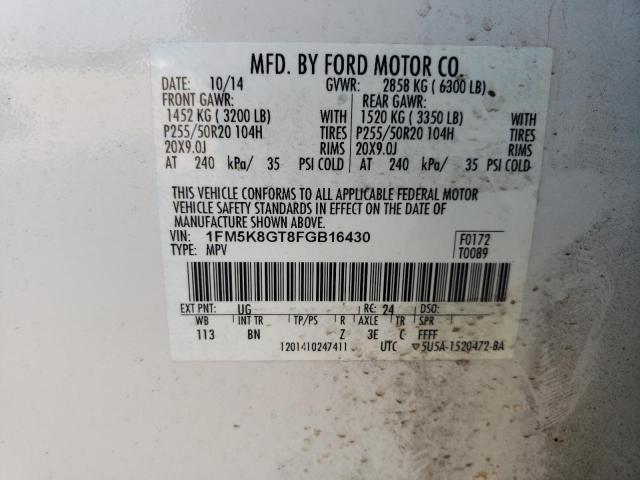 MFD. BY FORD MOTOR CO.
DATE: 10/14 GVWR: 2858 KG ( 6300 LB)
FRONT GAWR: REAR GAWR:
1452 KG ( 3200 LB) WITH 1520 KG ( 3350 LB) WITH
P255/50R20 104H TIRES P255/50R20 104H TIRES
20X9.0J RIMS 20X9.0J RIMS
AT 240 kPa/ 35 PSI COLD AT 240 kPa/ 35 PSI COLD
THIS VEHICLE CONFORMS TO ALL APPLICABLE FEDERAL MOTOR
VEHICLE SAFETY STANDARDS IN EFFECT ON THE DATE OF
MANUFACTURE SHOWN ABOVE.
VIN: 1FM5K8GT8FGB16430 F0172
TYPE: MPV T0089
EXT PNT: UG RC: 24 DSO:
WB INT TR TP/PS R AXLE TR SPR
113 BN Z 3E C FFFF
1201410247411 UTC ▽5U5A-1520472-BA